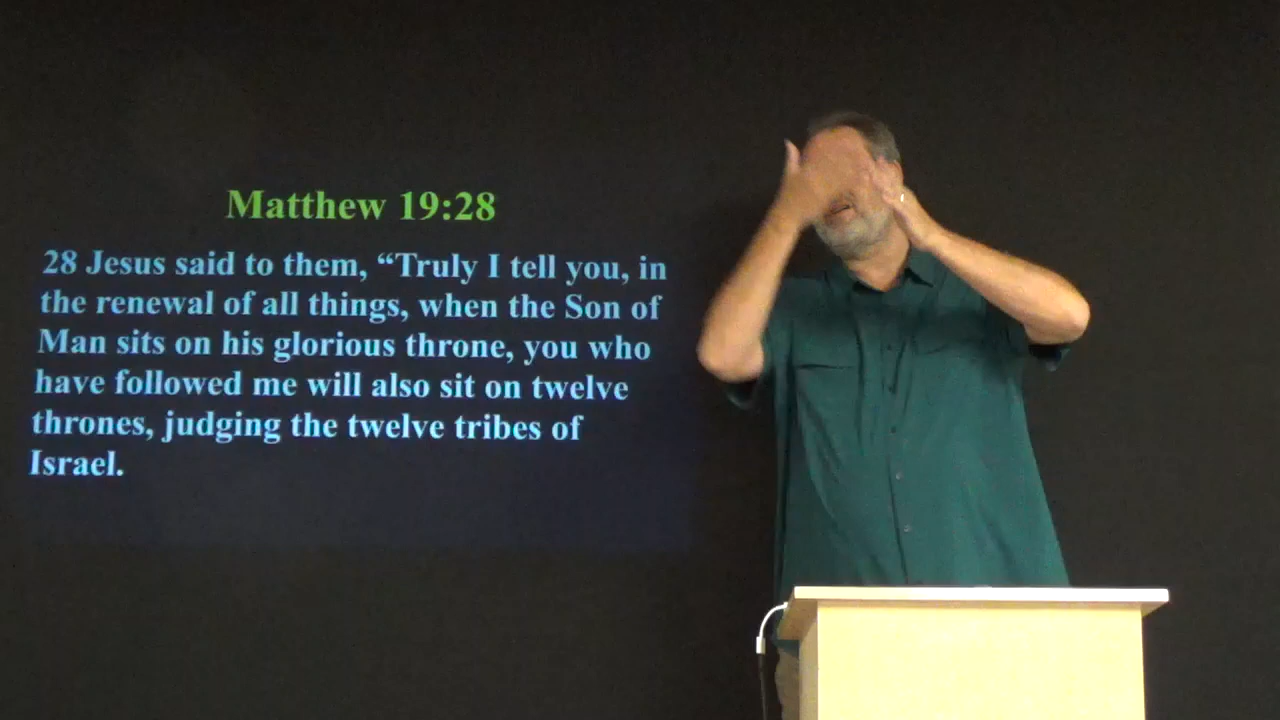 Matthew 19:28
28 Jesus said to them, “Truly I tell you, in
the renewal of all things, when the Son of
Man sits on his glorious throne, you who
have followed me will also sit on twelve
thrones, judging the twelve tribes of
Israel.